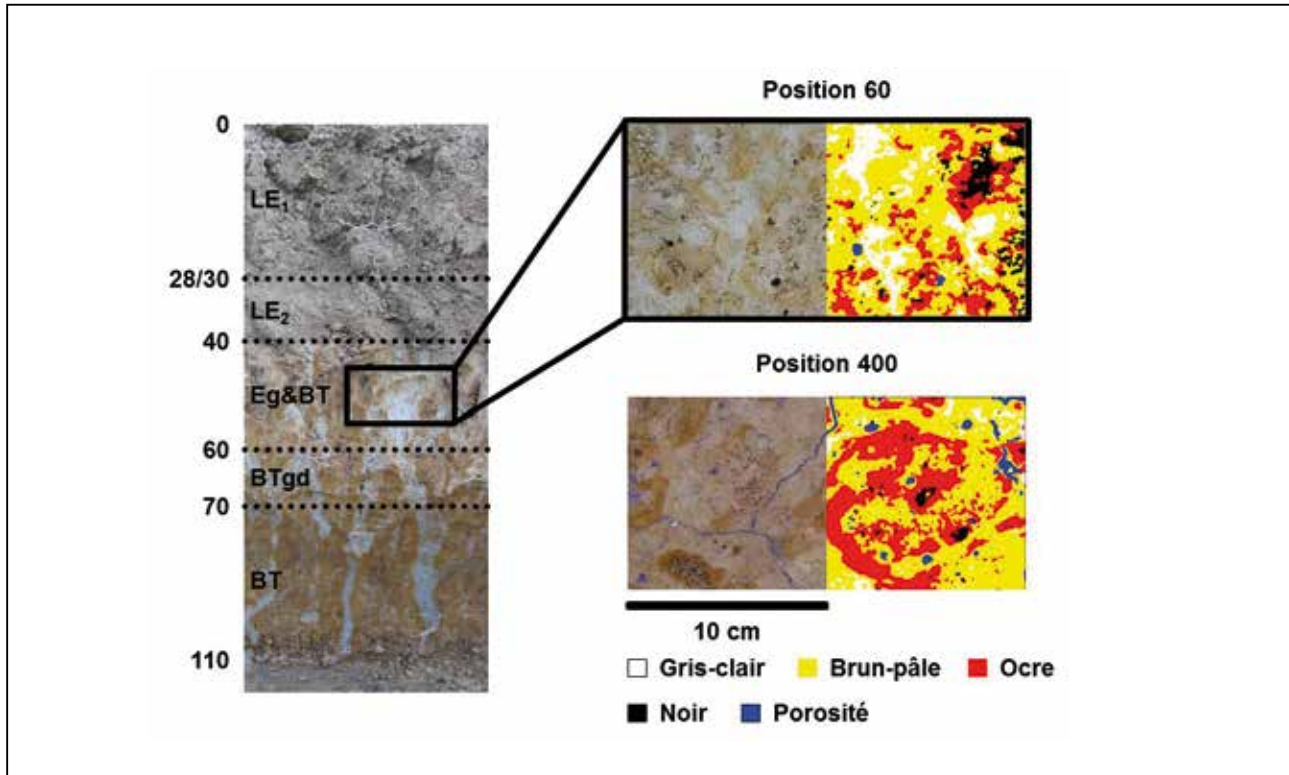 Position 60
0
LE1
28/30
LE2
40
Eg&BT
60
BTgd
70
BT
110
Position 400
10 cm
Gris-clair Brun-pâle Ocre
Noir Porosité